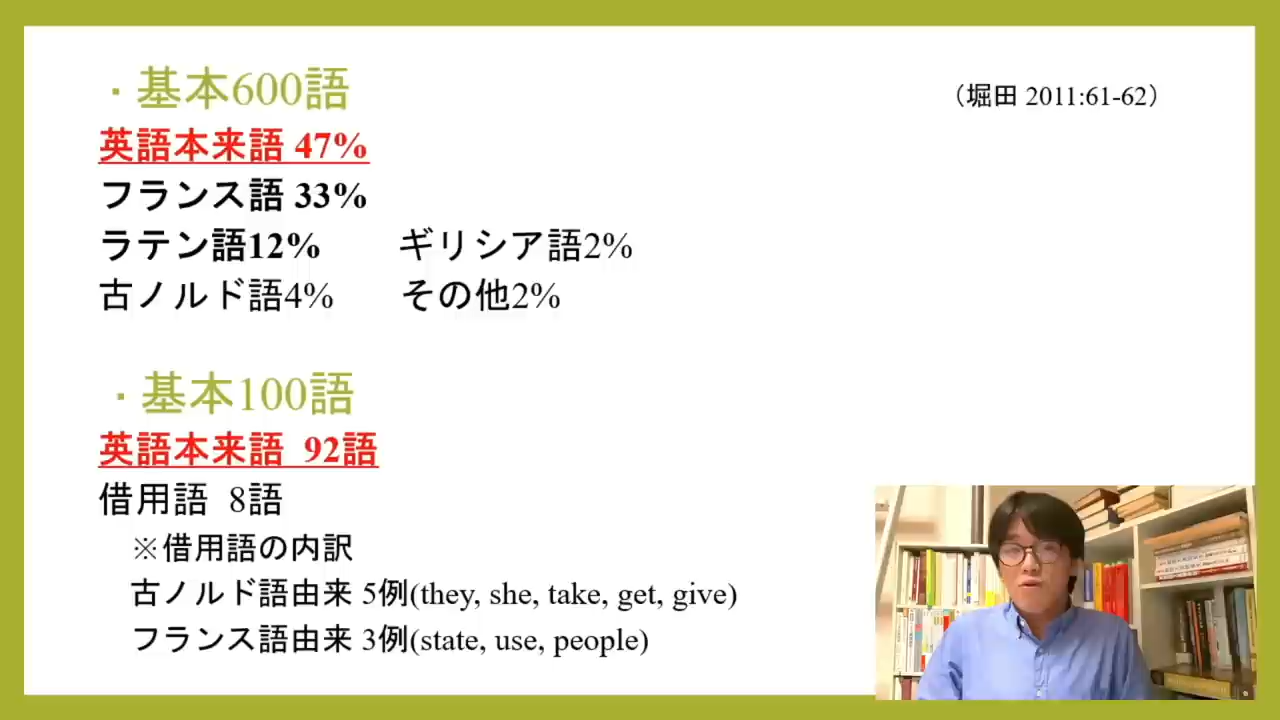 ・基本600語
(堀田 2011:61-62)
英語本来語 47%
フランス語 33%
ラテン語12% ギリシア語2%
古ノルド語4% その他2%
・基本100語
英語本来語 92語
借用語 8語
※借用語の内訳
古ノルド語由来 5例(they, she, take, get, give)
フランス語由来 3例(state, use, people)